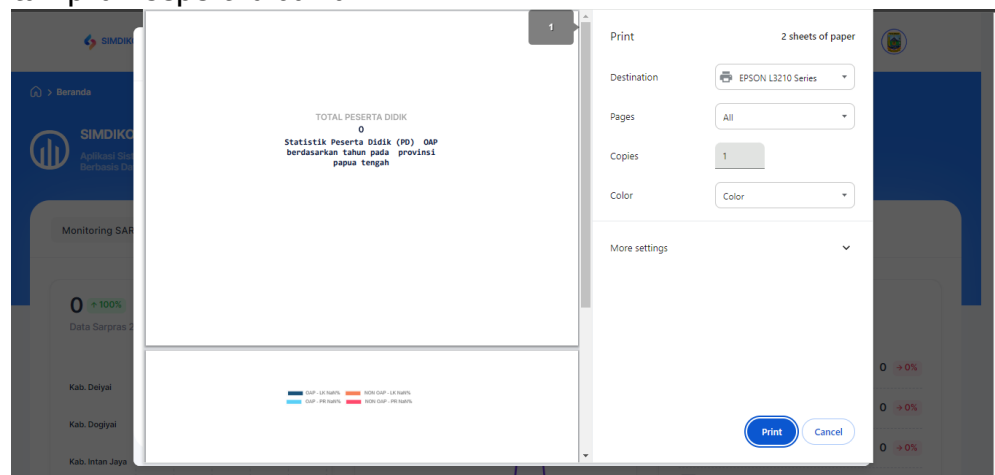 SIMDIKO
Beranda
SIMDIKO
Aplikasi Sis
Berbasis Da
Monitoring SAR
0 100%
Data Sarpras 2
Kab. Deiyai
Kab. Dogiyai
Kab. Intan Jaya
1
TOTAL PESERTA DIDIK
0
Statistik Peserta Didik (PD) OAP
berdasarkan tahun pada provinsi
papua tengah
OAP - LK NaN% NON OAP - LK NaN%
OAP - PR NaN% NON OAP - PR NaN%
Print 2 sheets of paper
Destination EPSON L3210 Series
Pages All
Copies 1
Color Color
More settings
Print Cancel
0 0%
0 0%
0 0%